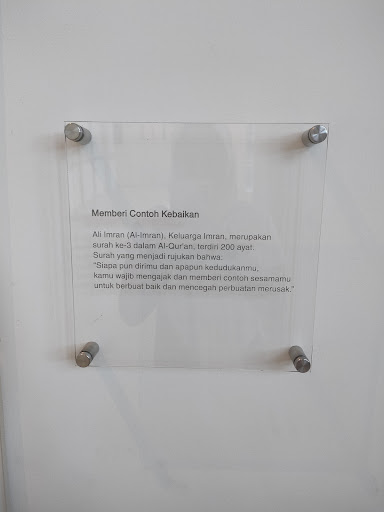 Memberi Contoh Kebaikan
Ali Imran (Al-Imran), Keluarga Imran, merupakan
surah ke-3 dalam Al-Qur'an, terdiri 200 ayat.
Surah yang menjadi rujukan bahwa:
"Siapa pun dirimu dan apapun kedudukanmu,
kamu wajib mengajak dan memberi contoh sesamamu
untuk berbuat baik dan mencegah perbuatan merusak."